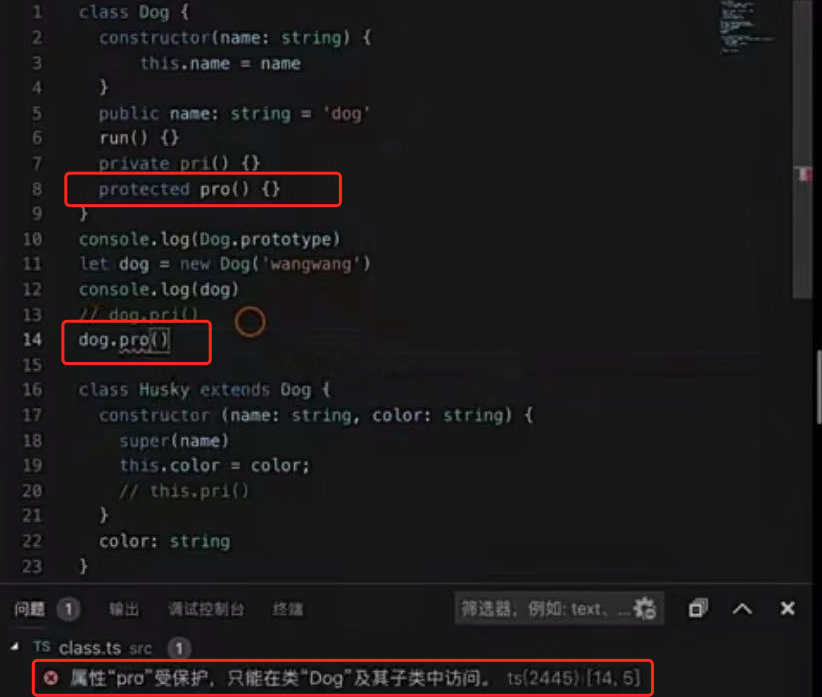 1 class Dog {
2 constructor(name: string) {
3 this.name = name
4 }
5 public name: string = 'dog'
6 run() {}
7 private pri() {}
8 protected pro() {}
9 }
10 console.log(Dog.prototype)
11 let dog = new Dog('wangwang')
12 console.log(dog)
13 // dog.pri()
14 dog.pro()
15
16 class Husky extends Dog {
17 constructor (name: string, color: string) {
18 super(name)
19 this.color = color;
20 // this.pri()
21 }
22 color: string
23 }
问题 1 输出 调试控制台 终端 筛选器，例如: text、...
TS class.ts src 1
属性“pro”受保护，只能在类“Dog”及其子类中访问。 ts(2445) [14, 5]